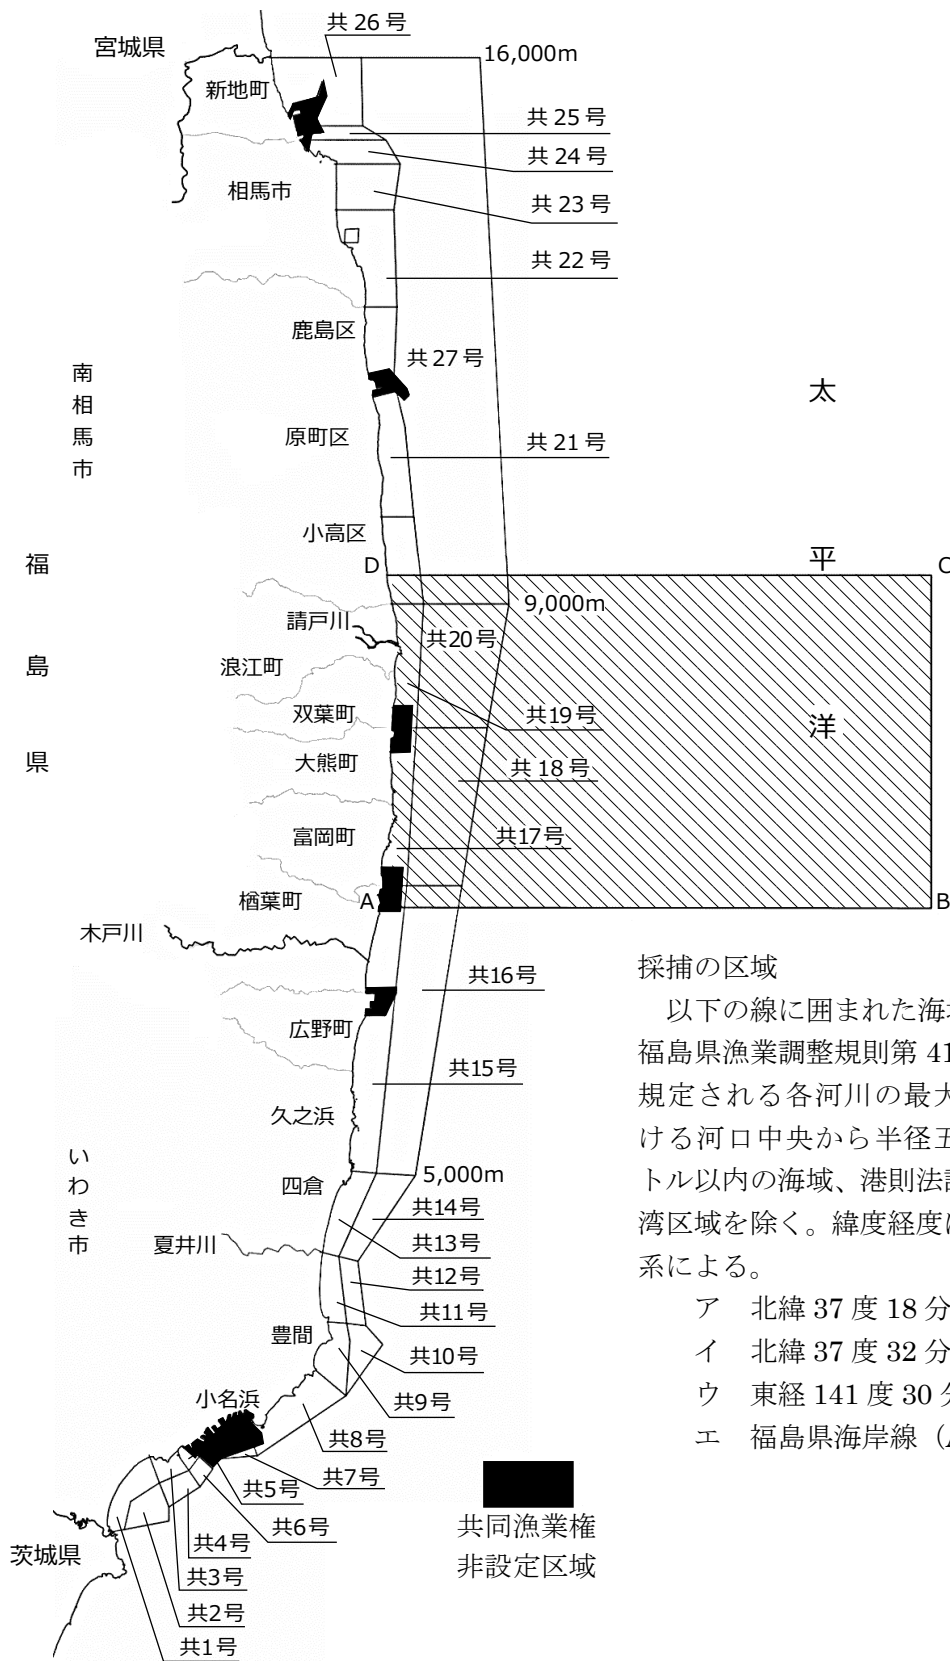 共 26 号
宮城県
16,000m
新地町
共 25 号
共 24 号
相馬市
共 23 号
共 22 号
鹿島区
共 27 号
南相馬市
太
原町区
共 21 号
小高区
福
平
D
C
9,000m
請戸川
共20号
島
浪江町
双葉町
共19号
洋
県
大熊町
共 18 号
富岡町
共17号
楢葉町
A
B
木戸川
共16号
広野町
共15号
久之浜
いわき市
四倉
5,000m
共14号
夏井川
共13号
共12号
共11号
豊間
共10号
小名浜
共9号
共8号
共7号
共5号
共6号
茨城県
共4号
共3号
共2号
共1号
共同漁業権
非設定区域
採捕の区域
以下の線に囲まれた海
福島県漁業調整規則第 41
規定される各河川の最大
ける河口中央から半径五
トル以内の海域、港則法
湾区域を除く。緯度経度
系による。
ア 北緯 37 度 18 分
イ 北緯 37 度 32 分
ウ 東経 141 度 30
エ 福島県海岸線（